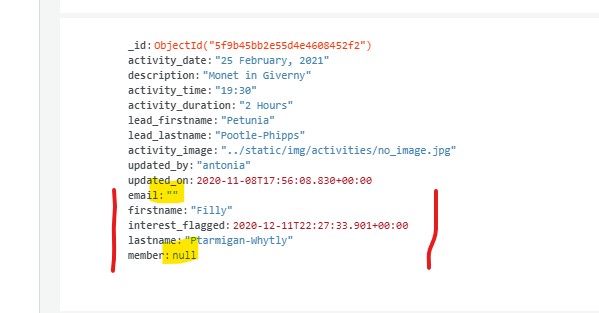 _id: ObjectId("5f9b45bb2e55d4e4608452f2")
activity_date: "25 February, 2021"
description: "Monet in Giverny"
activity_time: "19:30"
activity_duration: "2 Hours"
lead_firstname: "Petunia"
lead_lastname: "Pootle-Phipps"
activity_image: "../static/img/activities/no_image.jpg"
updated_by: "antonia"
updated_on: 2020-11-08T17:56:08.830+00:00
email: ""
firstname: "Filly"
interest_flagged: 2020-12-11T22:27:33.901+00:00
lastname: "Ptarmigan-Whytly"
member: null